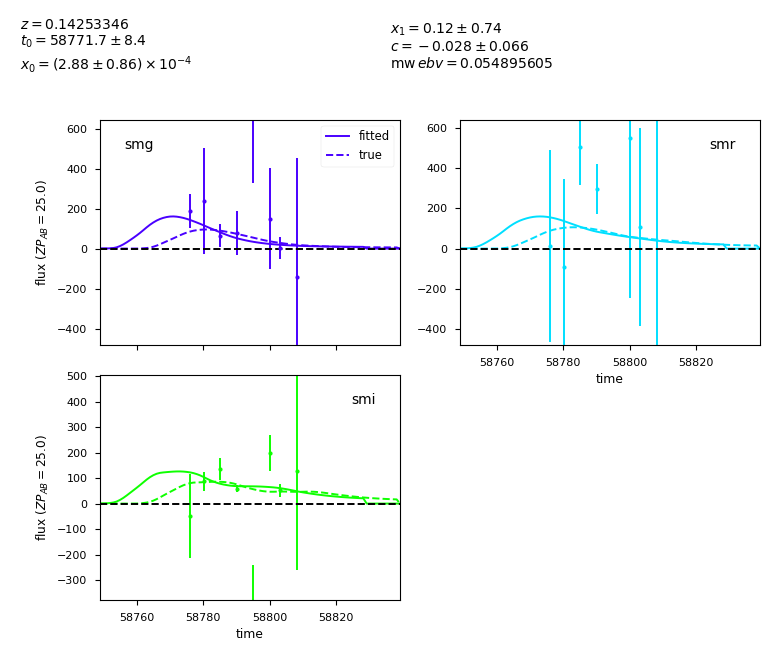 z = 0.14253346
t₀ = 58771.7 ± 8.4
x₀ = (2.88 ± 0.86) × 10⁻⁴
x₁ = 0.12 ± 0.74
c = −0.028 ± 0.066
mw ebv = 0.054895605
smg
fitted
true
600
400
200
0
−200
−400
flux (ZP_AB = 25.0)
smr
600
400
200
0
−200
−400
58760 58780 58800 58820
time
smi
500
400
300
200
100
0
−100
−200
−300
flux (ZP_AB = 25.0)
58760 58780 58800 58820
time